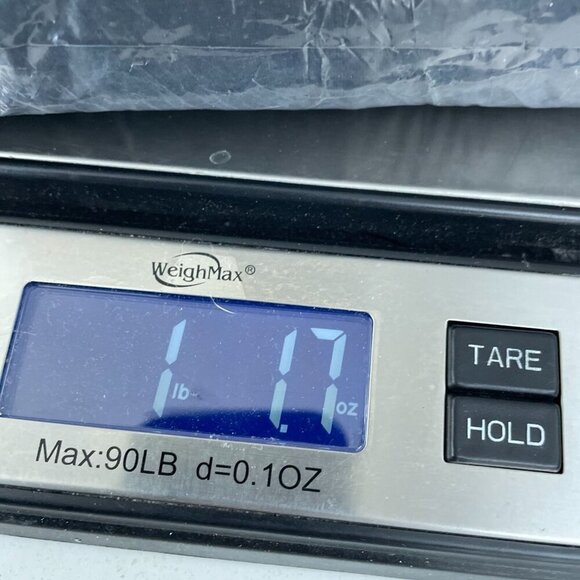 WeighMax®
1 lb 1.7 oz
TARE
HOLD
Max:90LB d=0.1OZ